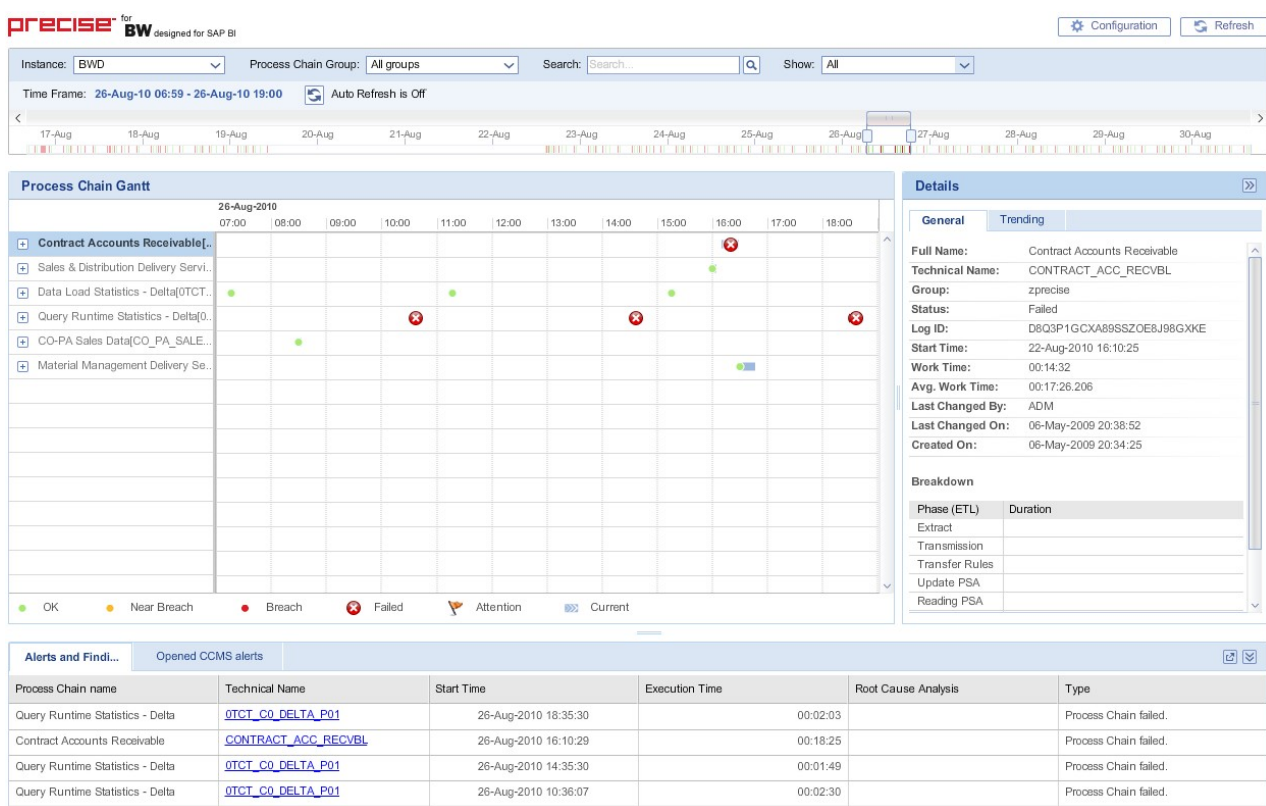 precise for BW designed for SAP BI
Configuration Refresh
Instance: BWD Process Chain Group: All groups Search: Search... Show: All
Time Frame: 26-Aug-10 06:59 - 26-Aug-10 19:00 Auto Refresh is Off
17-Aug 18-Aug 19-Aug 20-Aug 21-Aug 22-Aug 23-Aug 24-Aug 25-Aug 26-Aug 27-Aug 28-Aug 29-Aug 30-Aug
Process Chain Gantt
26-Aug-2010
07:00 08:00 09:00 10:00 11:00 12:00 13:00 14:00 15:00 16:00 17:00 18:00
Contract Accounts Receivable[..
Sales & Distribution Delivery Servi..
Data Load Statistics - Delta[0TCT..
Query Runtime Statistics - Delta[0..
CO-PA Sales Data[CO_PA_SALE...
Material Management Delivery Se..
OK Near Breach Breach Failed Attention Current
Details
General Trending
Full Name: Contract Accounts Receivable
Technical Name: CONTRACT_ACC_RECVBL
Group: zprecise
Status: Failed
Log ID: D8Q3P1GCXA89SSZOE8J98GXKE
Start Time: 22-Aug-2010 16:10:25
Work Time: 00:14:32
Avg. Work Time: 00:17:26.206
Last Changed By: ADM
Last Changed On: 06-May-2009 20:38:52
Created On: 06-May-2009 20:34:25
Breakdown
Phase (ETL) Duration
Extract
Transmission
Transfer Rules
Update PSA
Reading PSA
Alerts and Findi... Opened CCMS alerts
Process Chain name Technical Name Start Time Execution Time Root Cause Analysis Type
Query Runtime Statistics - Delta 0TCT_C0_DELTA_P01 26-Aug-2010 18:35:30 00:02:03 Process Chain failed.
Contract Accounts Receivable CONTRACT_ACC_RECVBL 26-Aug-2010 16:10:29 00:18:25 Process Chain failed.
Query Runtime Statistics - Delta 0TCT_C0_DELTA_P01 26-Aug-2010 14:35:30 00:01:49 Process Chain failed.
Query Runtime Statistics - Delta 0TCT_C0_DELTA_P01 26-Aug-2010 10:36:07 00:02:30 Process Chain failed.